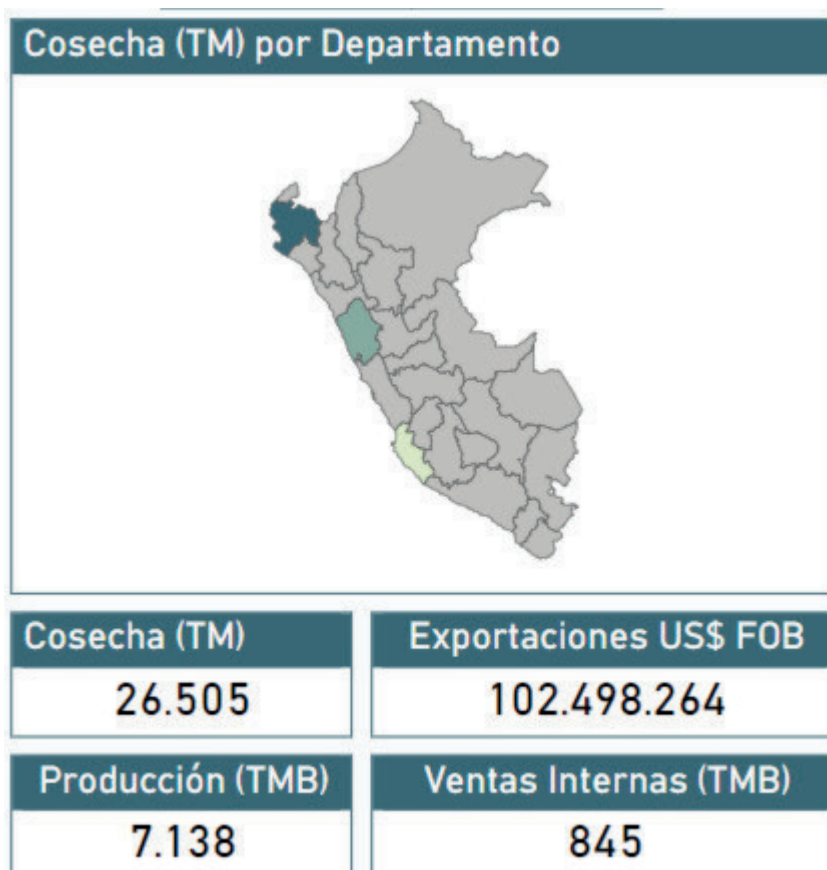 Cosecha (TM) por Departamento
Cosecha (TM)
26.505
Exportaciones US$ FOB
102.498.264
Producción (TMB)
7.138
Ventas Internas (TMB)
845